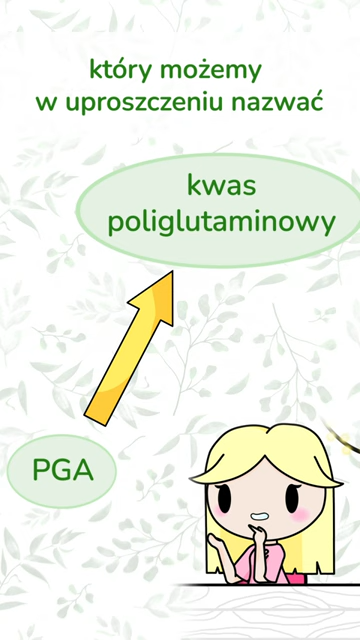 który możemy
w uproszczeniu nazwać
kwas
poliglutaminowy
PGA